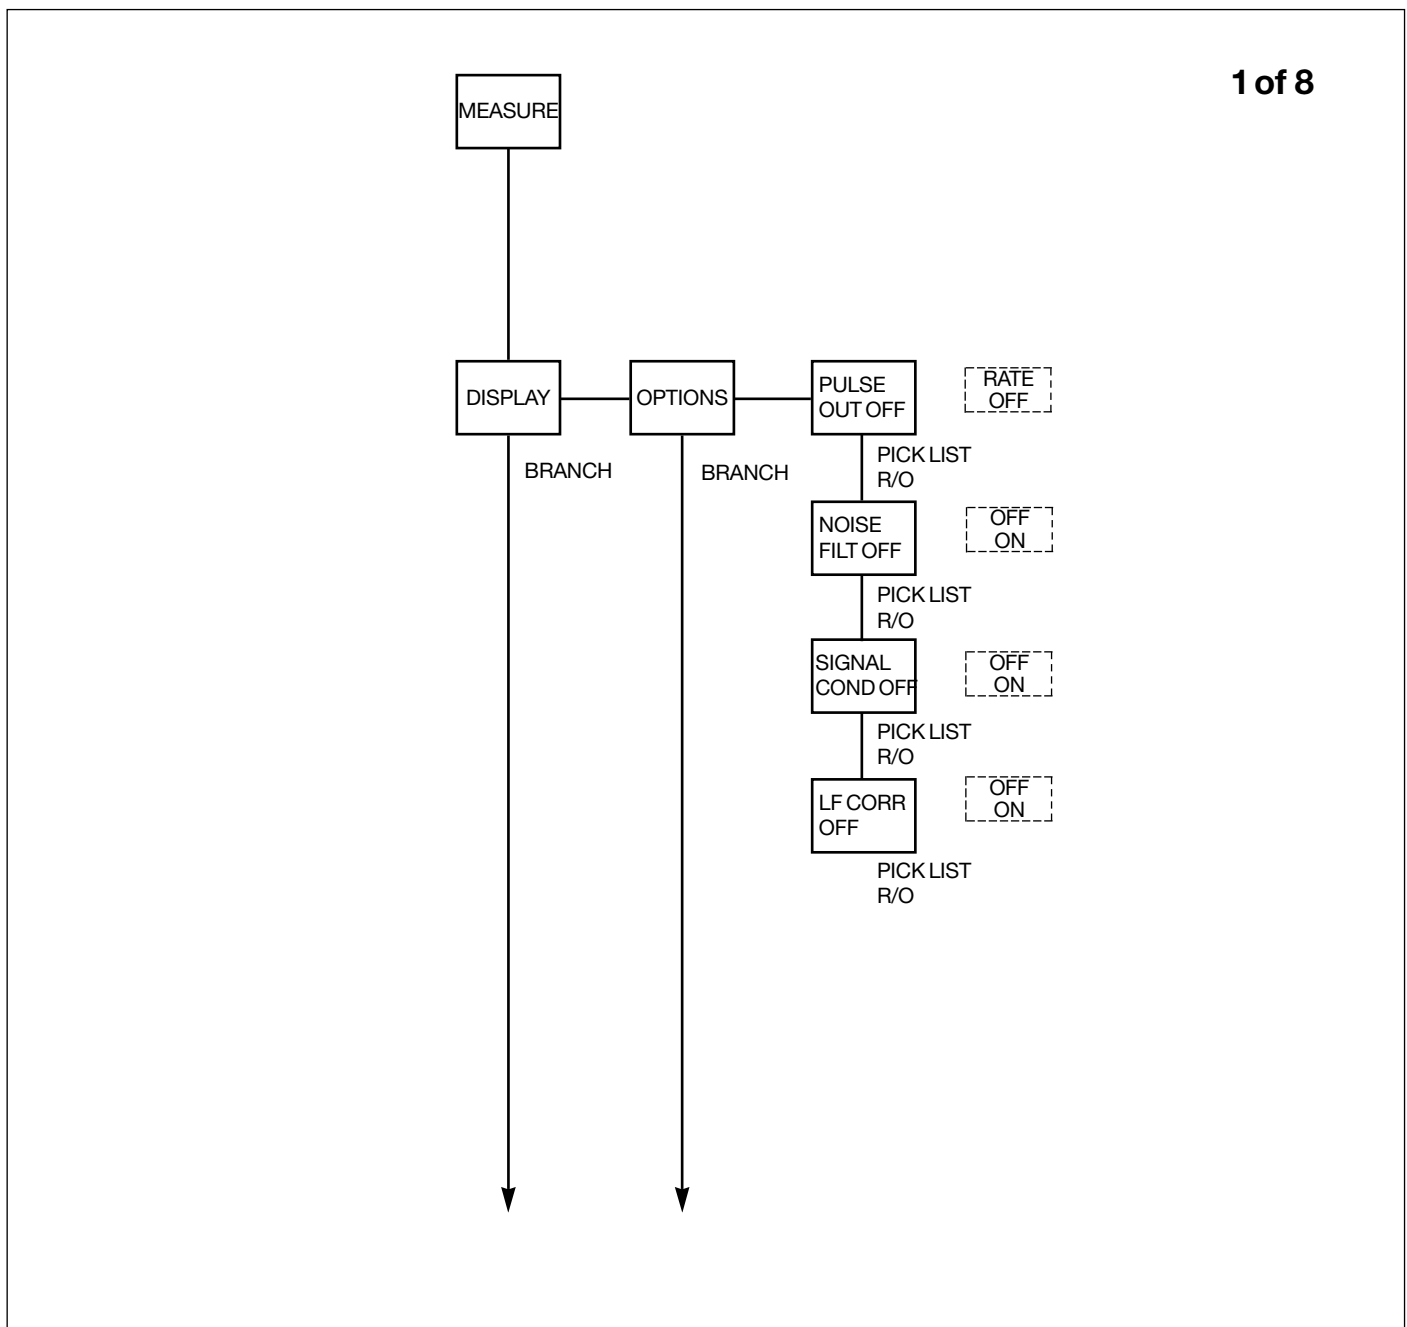 1 of 8
MEASURE
DISPLAY
BRANCH
OPTIONS
BRANCH
PULSE
OUT OFF
RATE
OFF
PICK LIST
R/O
NOISE
FILT OFF
OFF
ON
PICK LIST
R/O
SIGNAL
COND OFF
OFF
ON
PICK LIST
R/O
LF CORR
OFF
OFF
ON
PICK LIST
R/O